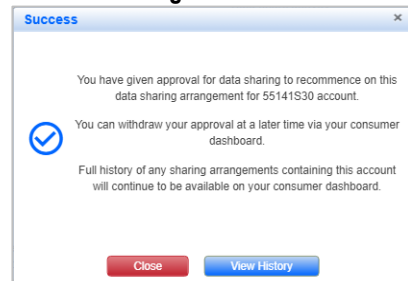 Success ×
You have given approval for data sharing to recommence on this
data sharing arrangement for 55141S30 account.
You can withdraw your approval at a later time via your consumer
dashboard.
Full history of any sharing arrangements containing this account
will continue to be available on your consumer dashboard.
Close View History